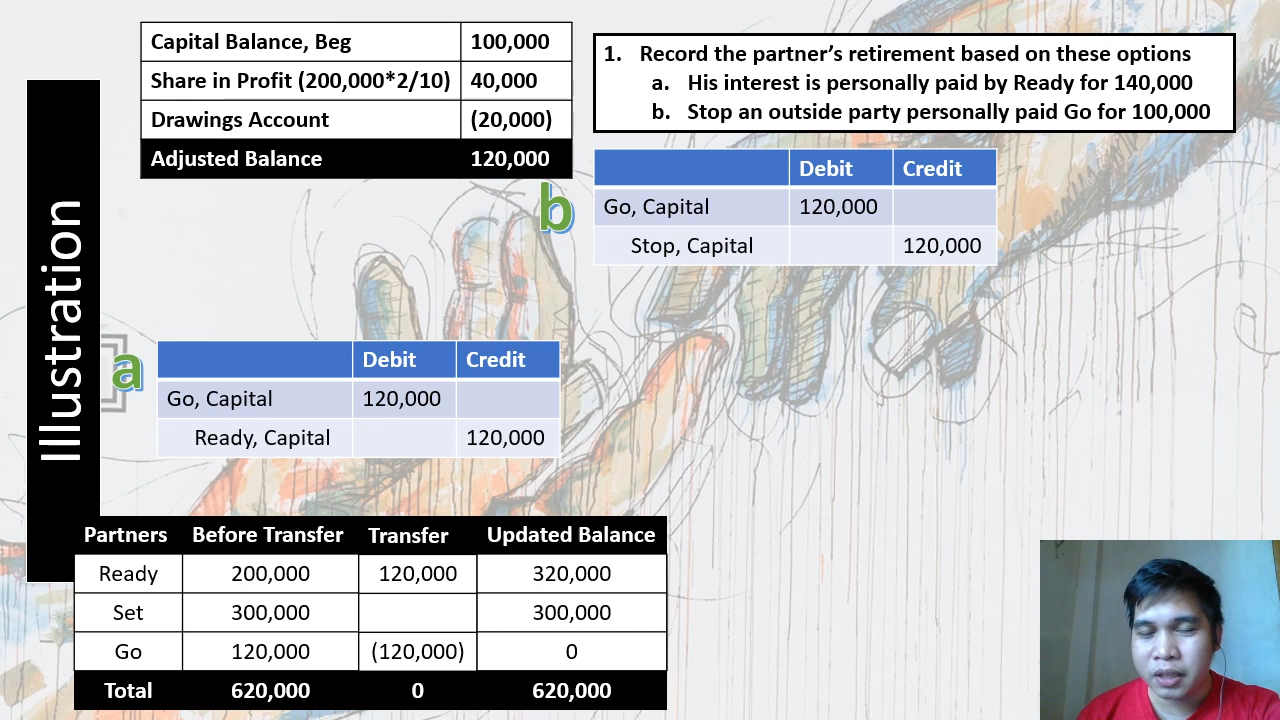 Illustration
Capital Balance, Beg 100,000
Share in Profit (200,000*2/10) 40,000
Drawings Account (20,000)
Adjusted Balance 120,000
1. Record the partner's retirement based on these options
a. His interest is personally paid by Ready for 140,000
b. Stop an outside party personally paid Go for 100,000
b
Debit Credit
Go, Capital 120,000
Stop, Capital 120,000
a
Debit Credit
Go, Capital 120,000
Ready, Capital 120,000
Partners Before Transfer Transfer Updated Balance
Ready 200,000 120,000 320,000
Set 300,000 300,000
Go 120,000 (120,000) 0
Total 620,000 0 620,000